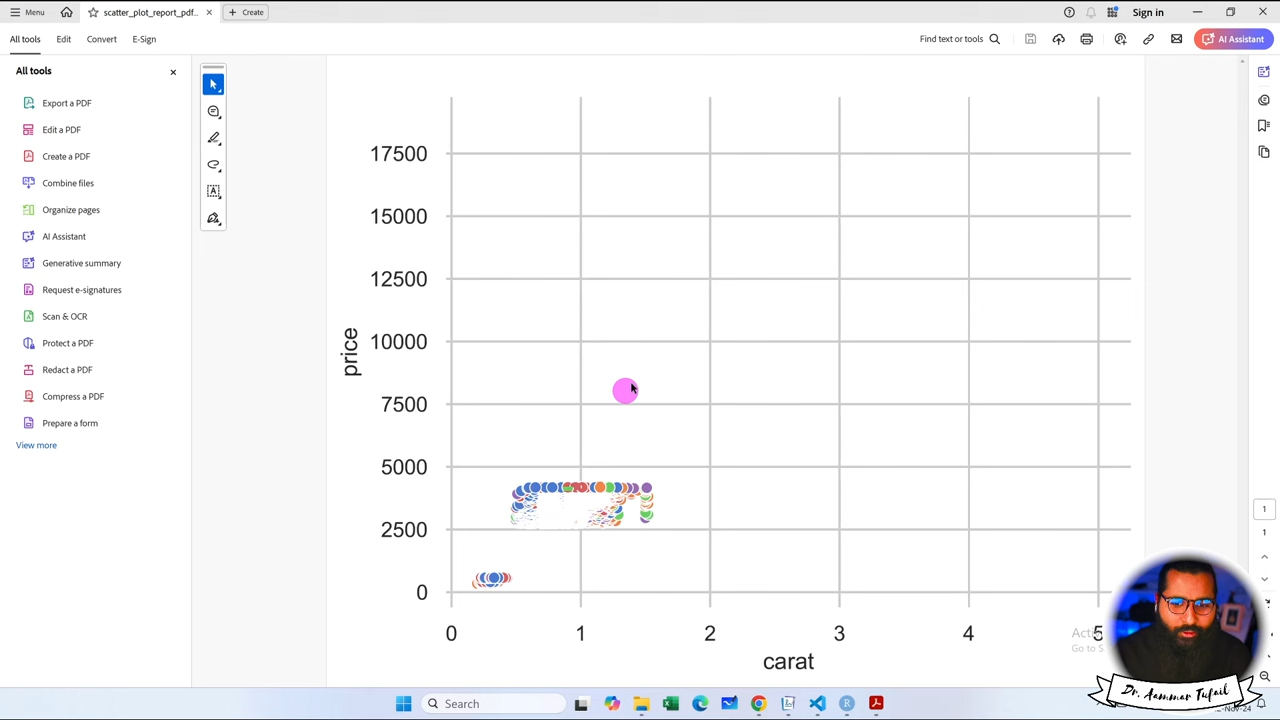 Menu
scatter_plot_report_pdf...
Create
Sign in
All tools
Edit
Convert
E-Sign
Find text or tools
AI Assistant
All tools
Export a PDF
Edit a PDF
Create a PDF
Combine files
Organize pages
AI Assistant
Generative summary
Request e-signatures
Scan & OCR
Protect a PDF
Redact a PDF
Compress a PDF
Prepare a form
View more
17500
15000
12500
10000
7500
5000
2500
0
price
0
1
2
3
4
5
carat
1
1
Go to S
Dr. Aammar Tufail
Search